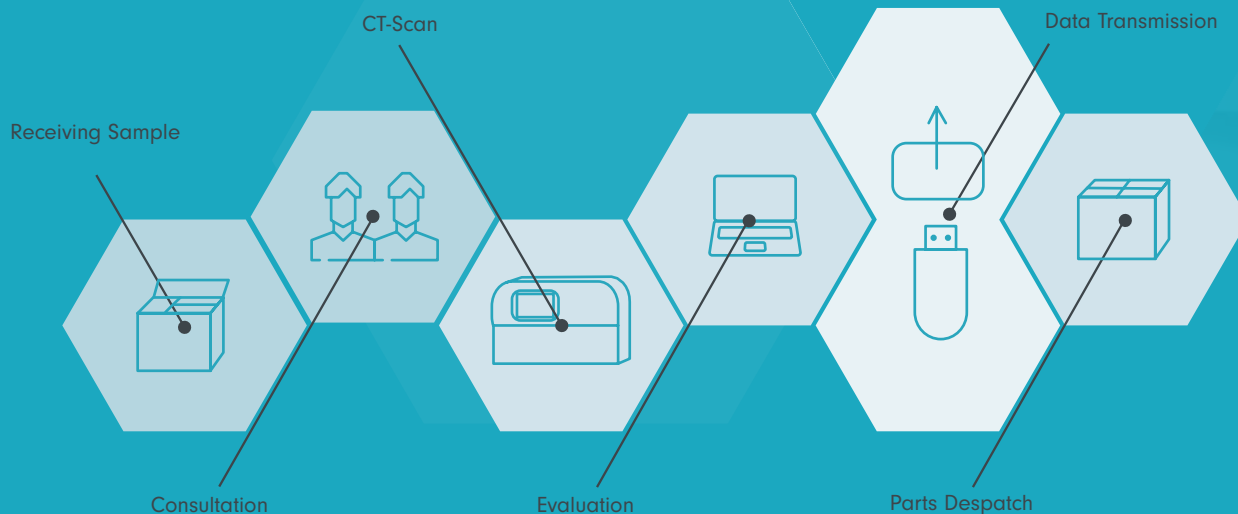 CT-Scan
Data Transmission
Receiving Sample
Consultation
Evaluation
Parts Despatch